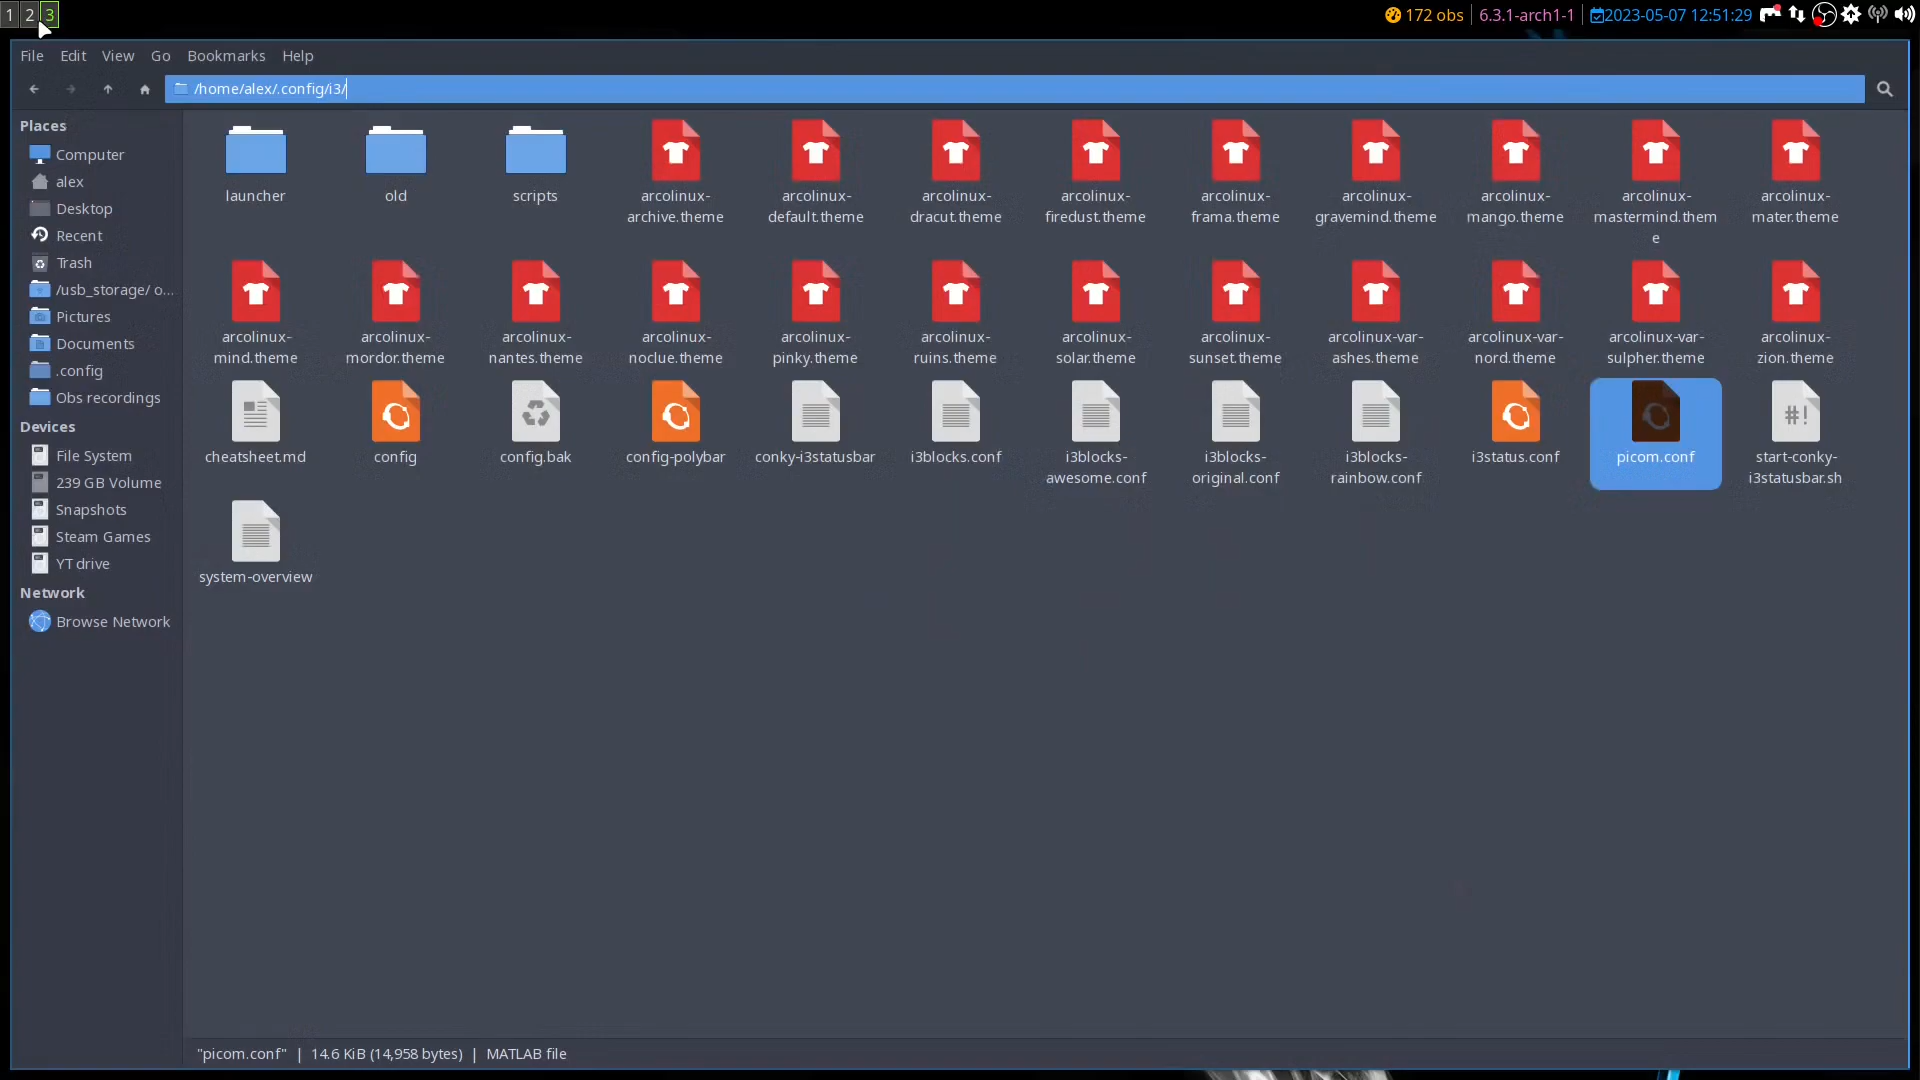 1 2 3
172 obs | 6.3.1-arch1-1 | 2023-05-07 12:51:29
File Edit View Go Bookmarks Help
/home/alex/.config/i3/
Places
Computer
alex
Desktop
Recent
Trash
/usb_storage/ o...
Pictures
Documents
.config
Obs recordings
Devices
File System
239 GB Volume
Snapshots
Steam Games
YT drive
Network
Browse Network
launcher
old
scripts
arcolinux-
archive.theme
arcolinux-
default.theme
arcolinux-
dracut.theme
arcolinux-
firedust.theme
arcolinux-
frama.theme
arcolinux-
gravemind.theme
arcolinux-
mango.theme
arcolinux-
mastermind.them
e
arcolinux-
mater.theme
arcolinux-
mind.theme
arcolinux-
mordor.theme
arcolinux-
nantes.theme
arcolinux-
noclue.theme
arcolinux-
pinky.theme
arcolinux-
ruins.theme
arcolinux-
solar.theme
arcolinux-
sunset.theme
arcolinux-var-
ashes.theme
arcolinux-var-
nord.theme
arcolinux-var-
sulpher.theme
arcolinux-
zion.theme
cheatsheet.md
config
config.bak
config-polybar
conky-i3statusbar
i3blocks.conf
i3blocks-
awesome.conf
i3blocks-
original.conf
i3blocks-
rainbow.conf
i3status.conf
picom.conf
#!
start-conky-
i3statusbar.sh
system-overview
"picom.conf" | 14.6 KiB (14,958 bytes) | MATLAB file